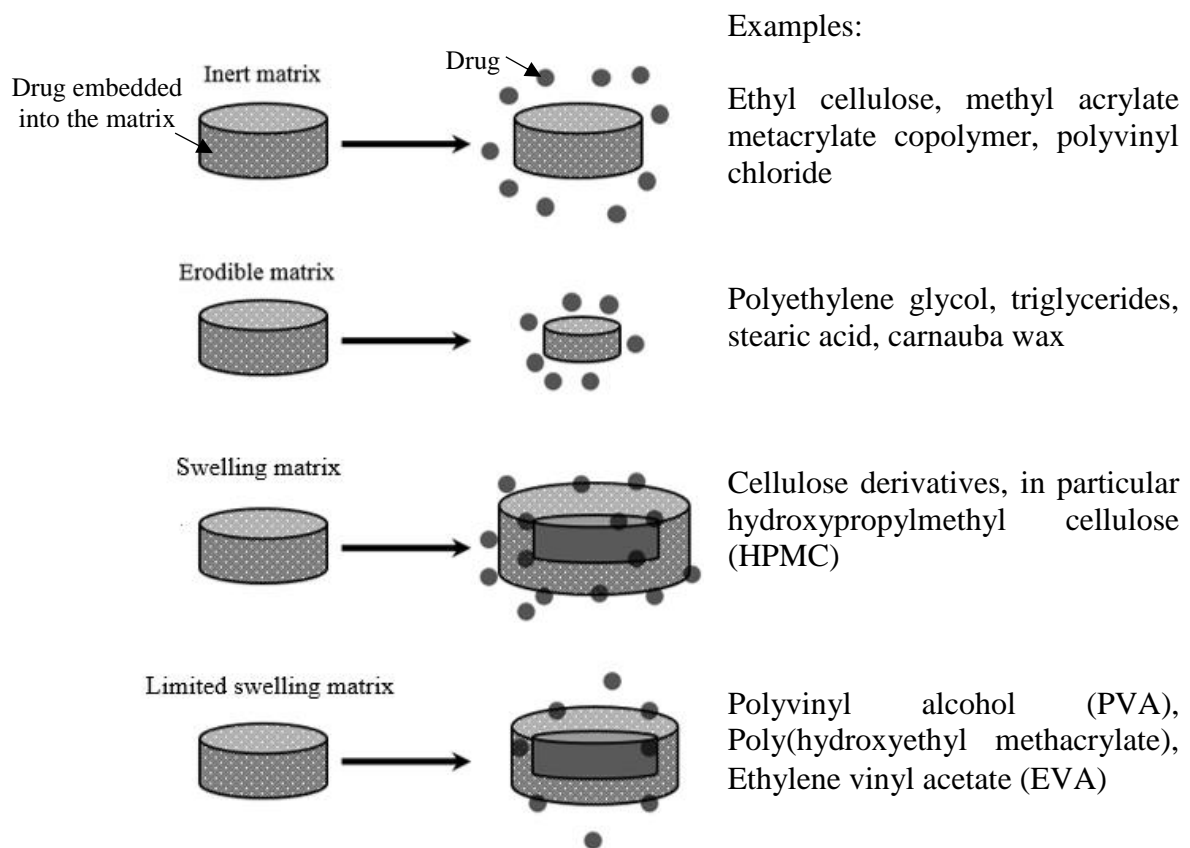 Examples:
Drug
Inert matrix
Drug embedded
into the matrix
Ethyl cellulose, methyl acrylate
metacrylate copolymer, polyvinyl
chloride
Erodible matrix
Polyethylene glycol, triglycerides,
stearic acid, carnauba wax
Swelling matrix
Cellulose derivatives, in particular
hydroxypropylmethyl cellulose
(HPMC)
Limited swelling matrix
Polyvinyl alcohol (PVA),
Poly(hydroxyethyl methacrylate),
Ethylene vinyl acetate (EVA)